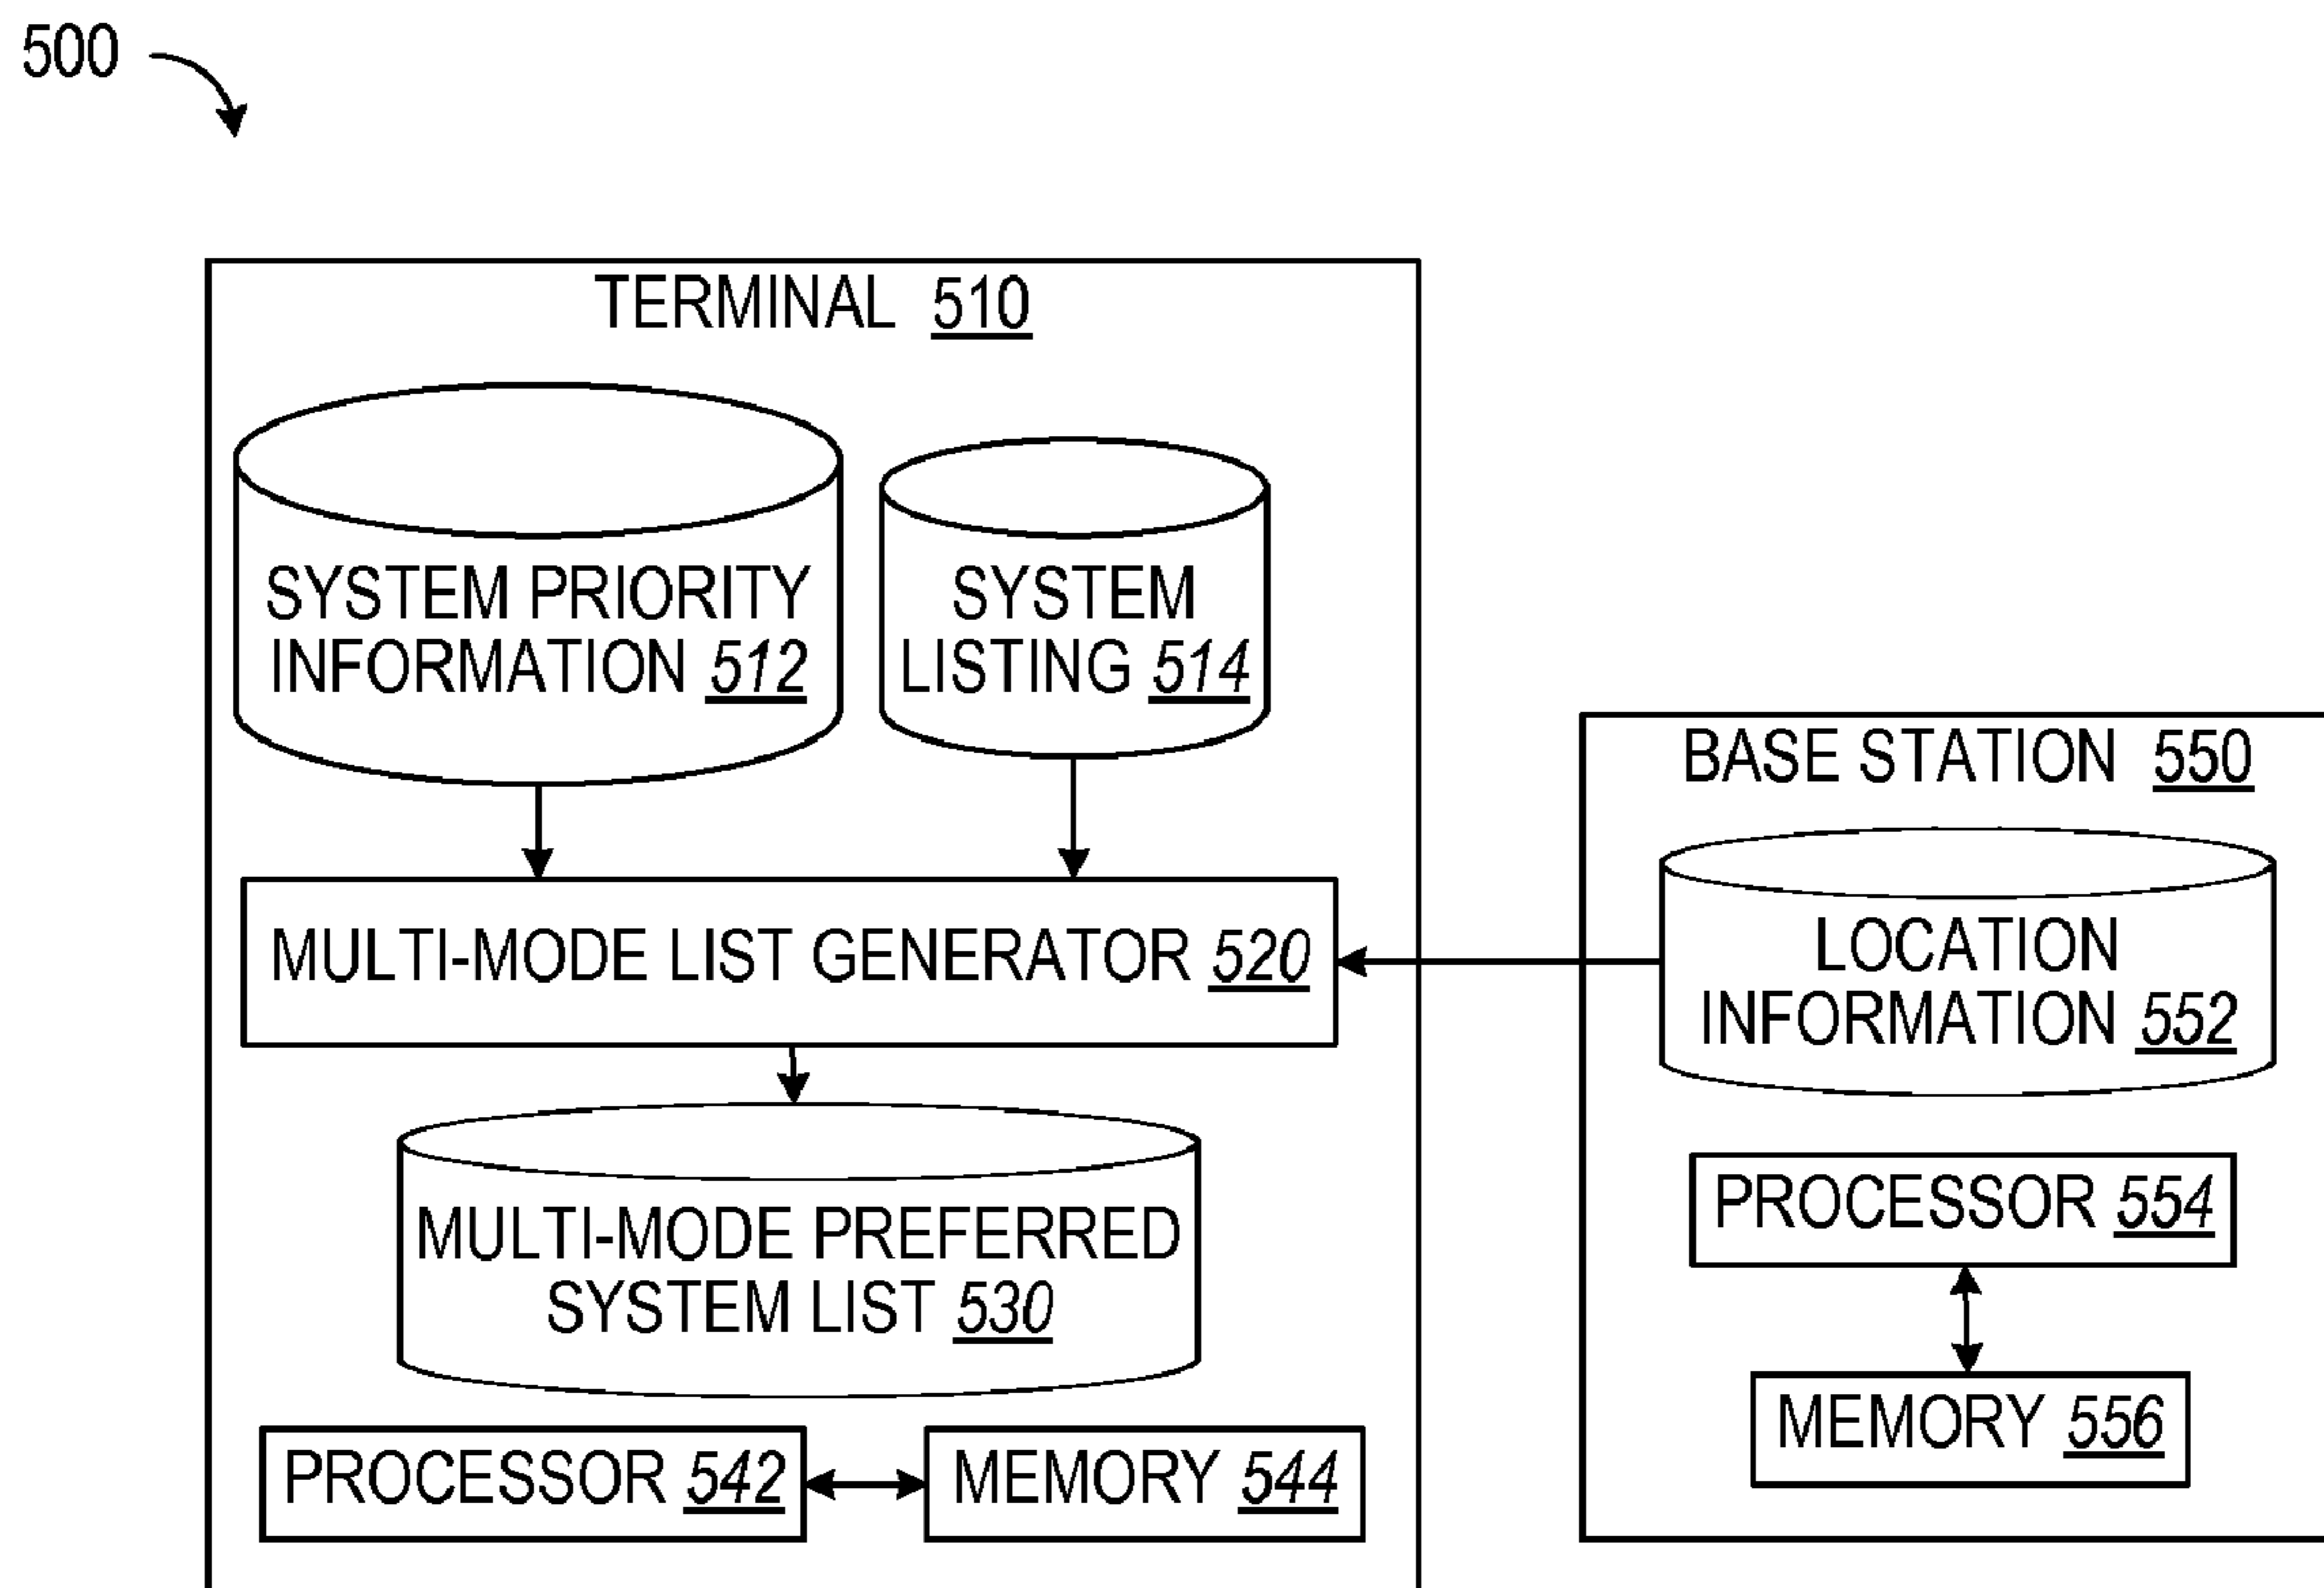 500
TERMINAL 510
SYSTEM PRIORITY
INFORMATION 512
SYSTEM
LISTING 514
MULTI-MODE LIST GENERATOR 520
MULTI-MODE PREFERRED
SYSTEM LIST 530
PROCESSOR 542
MEMORY 544
BASE STATION 550
LOCATION
INFORMATION 552
PROCESSOR 554
MEMORY 556